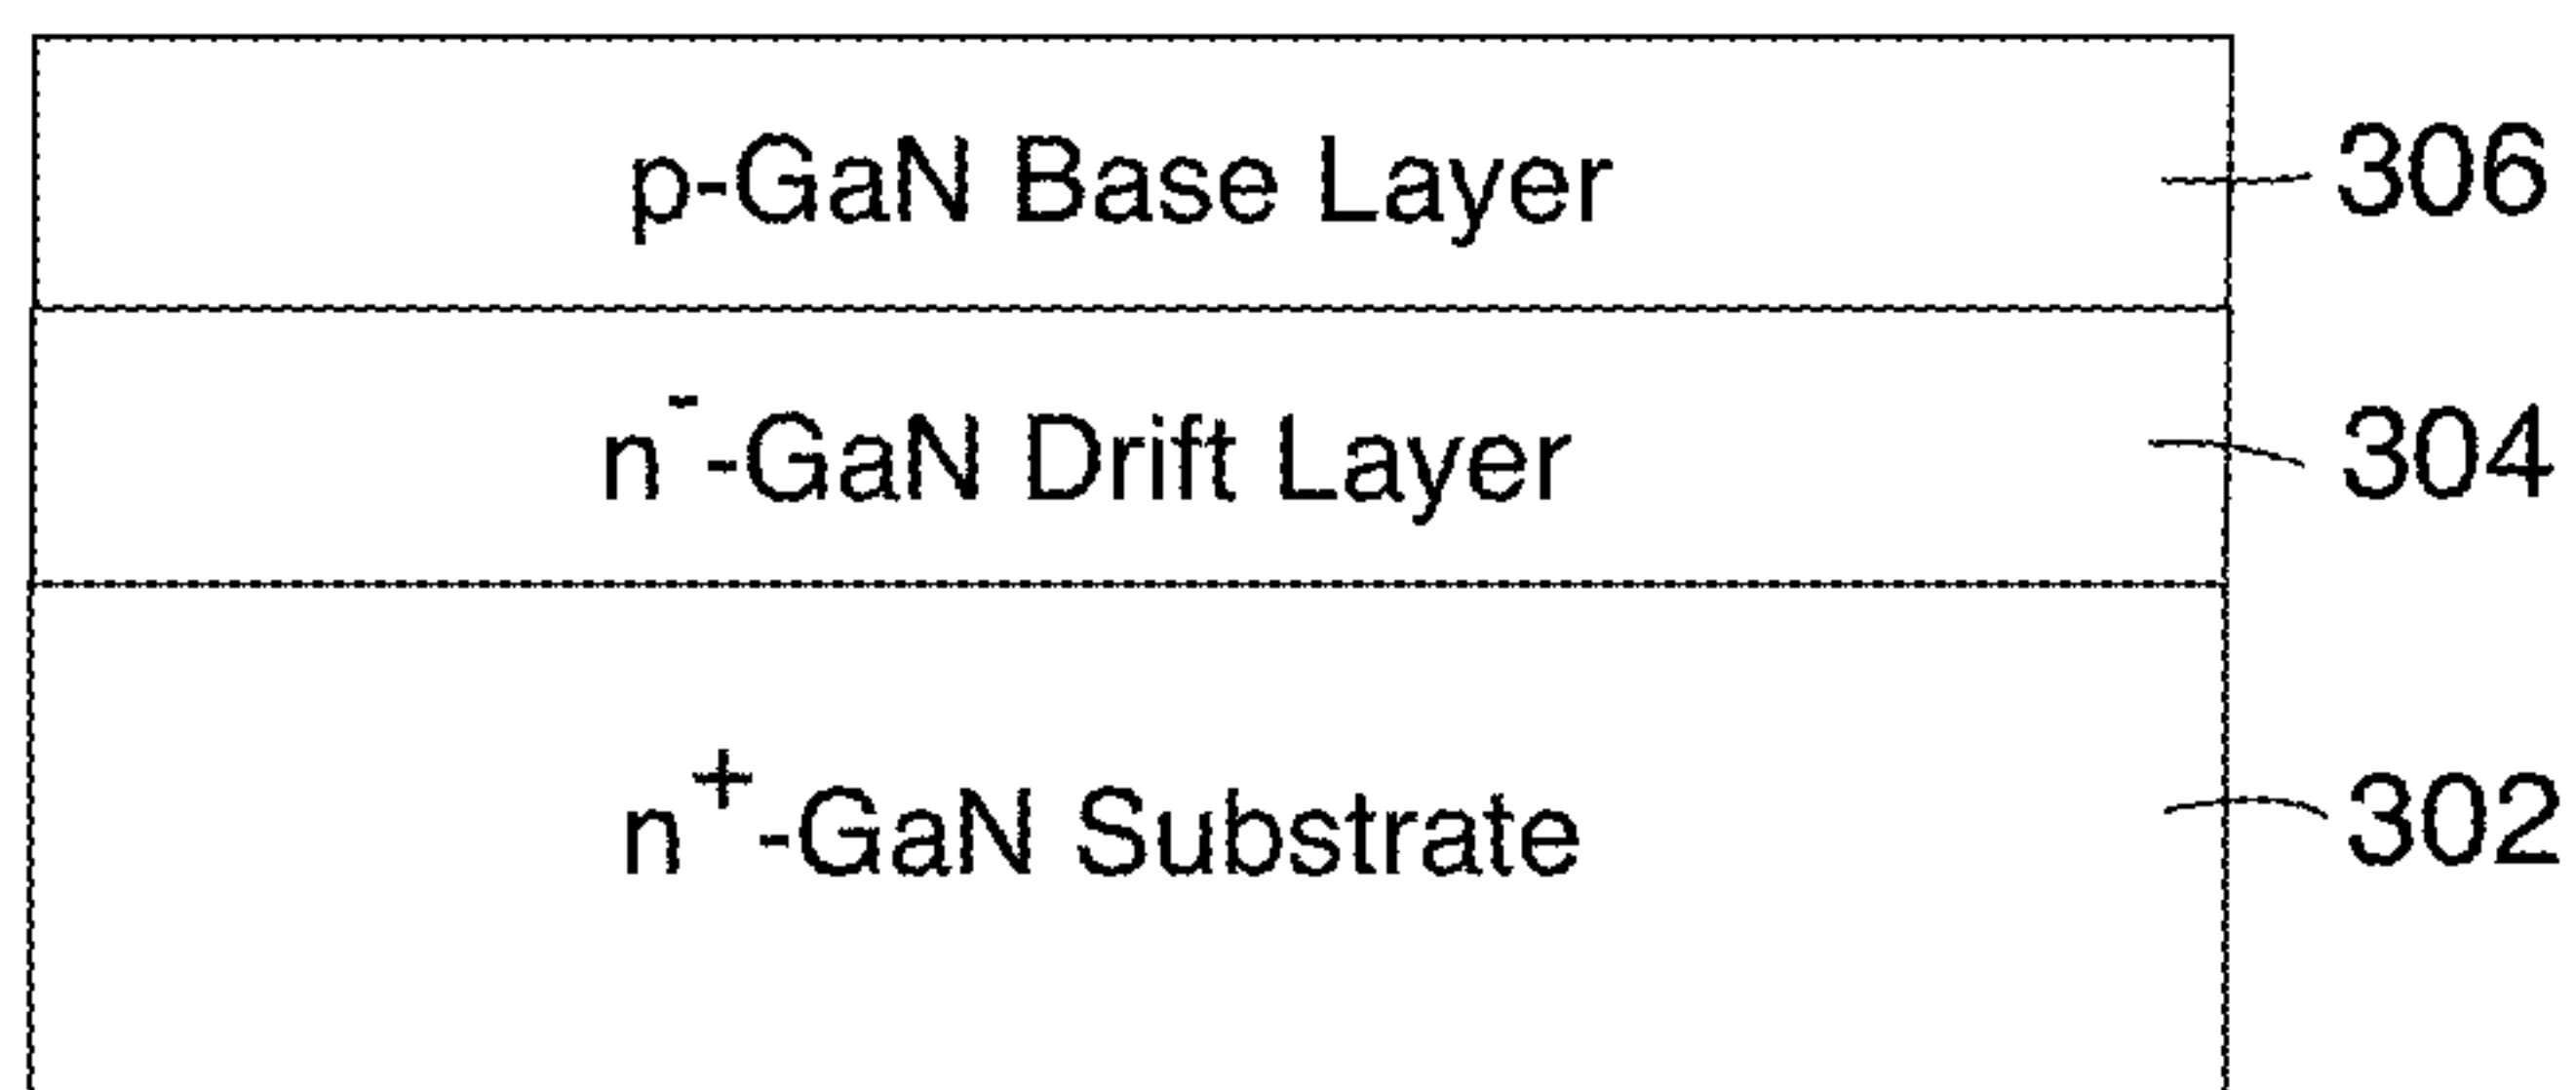 p-GaN Base Layer 306
n⁻-GaN Drift Layer 304
n⁺-GaN Substrate 302